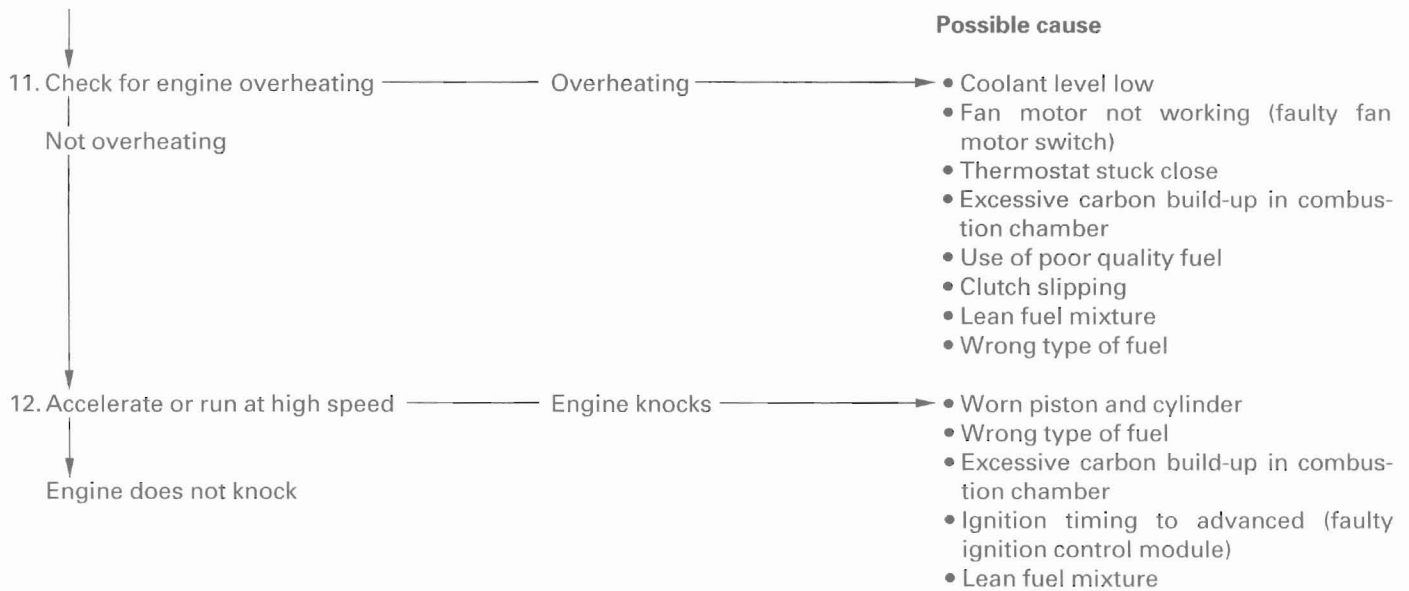 Possible cause
11. Check for engine overheating Overheating • Coolant level low
• Fan motor not working (faulty fan
Not overheating motor switch)
• Thermostat stuck close
• Excessive carbon build-up in combus-
tion chamber
• Use of poor quality fuel
• Clutch slipping
• Lean fuel mixture
• Wrong type of fuel
12. Accelerate or run at high speed Engine knocks • Worn piston and cylinder
• Wrong type of fuel
• Excessive carbon build-up in combus-
Engine does not knock tion chamber
• Ignition timing to advanced (faulty
ignition control module)
• Lean fuel mixture